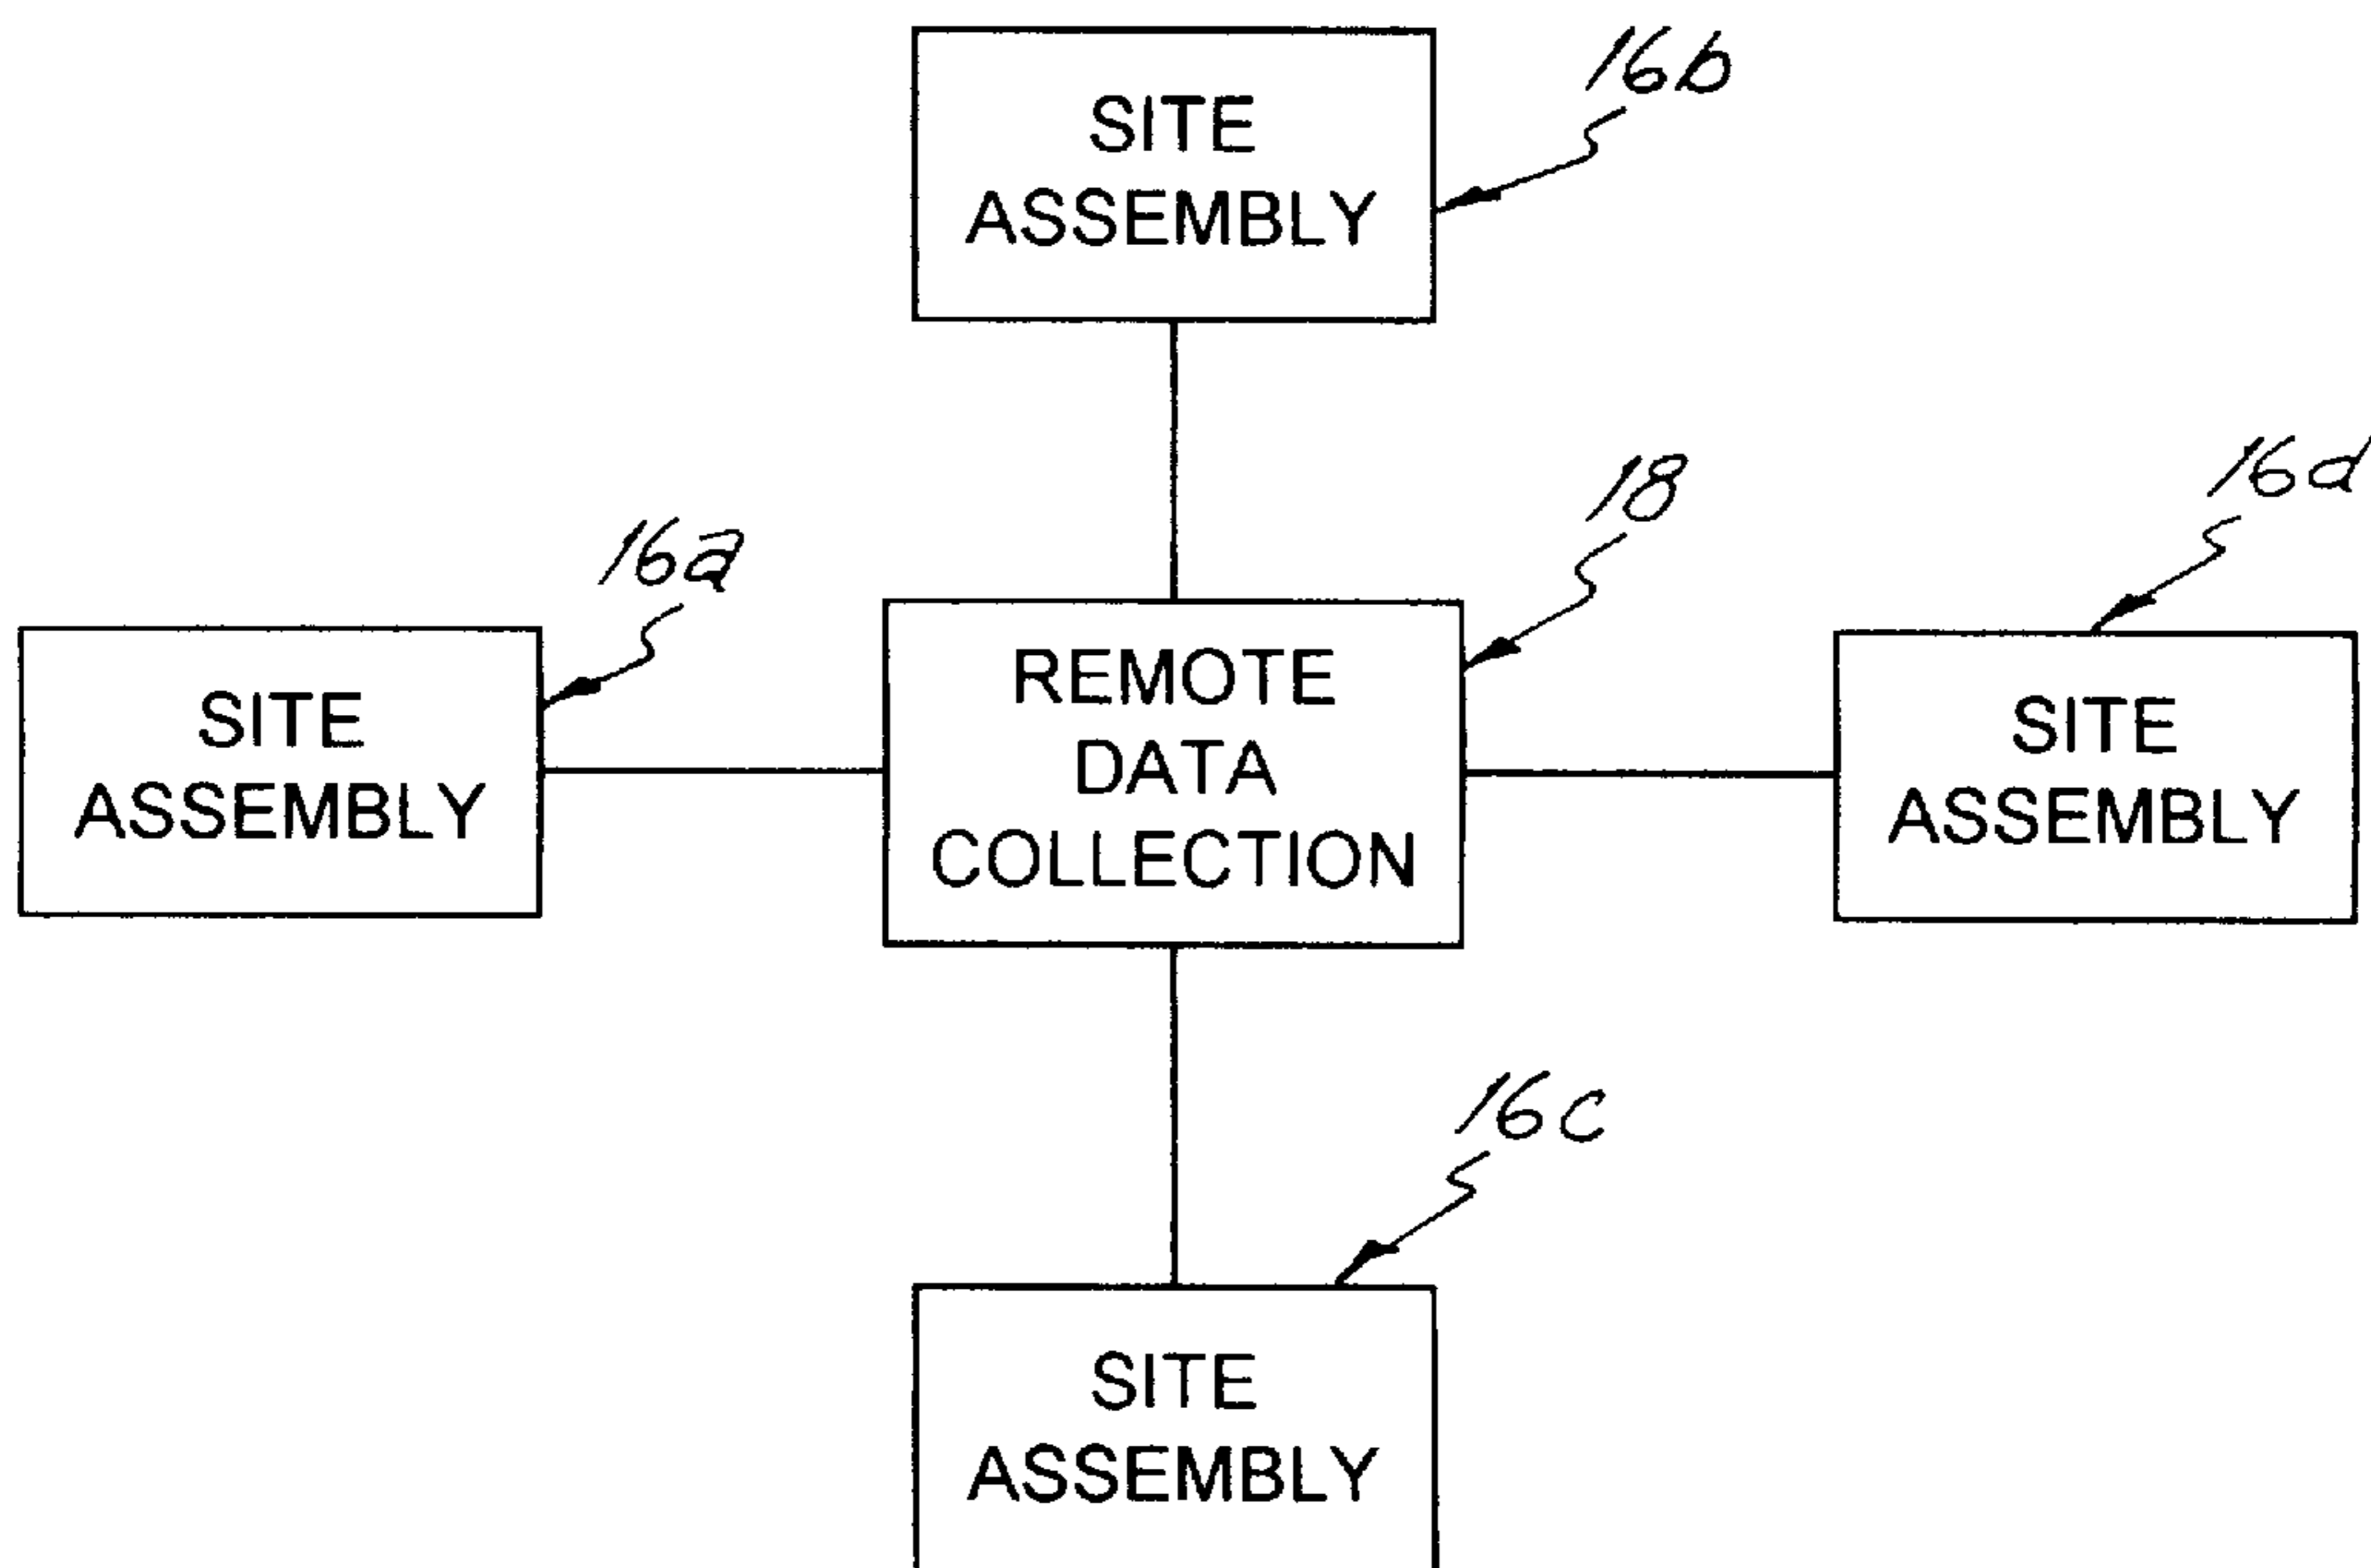 SITE
ASSEMBLY
16b
16a
SITE
ASSEMBLY
18
REMOTE
DATA
COLLECTION
16d
SITE
ASSEMBLY
16c
SITE
ASSEMBLY